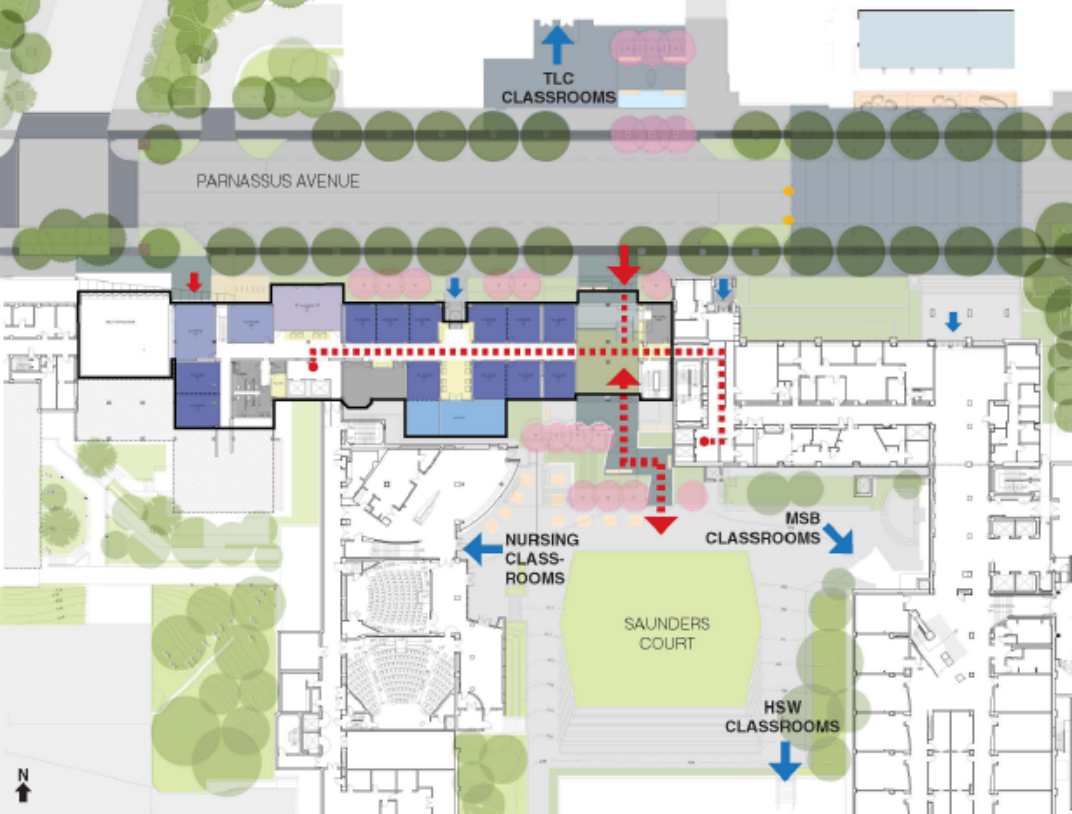 TLC
CLASSROOMS
PARNASSUS AVENUE
NURSING
CLASS-
ROOMS
MSB
CLASSROOMS
SAUNDERS
COURT
HSW
CLASSROOMS
N